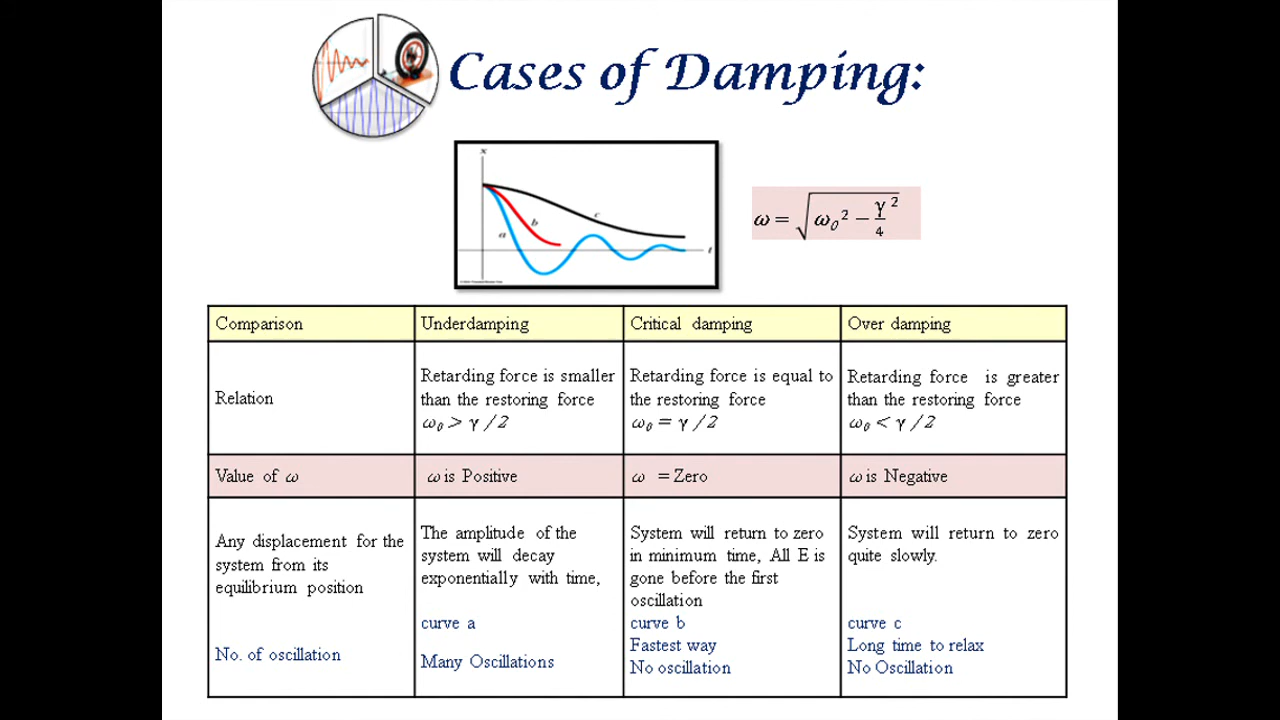 Cases of Damping:
x
a
b
c
t
ω = √ω₀² − γ²/4
Comparison
Underdamping
Critical damping
Over damping
Relation
Retarding force is smaller
than the restoring force
ω₀ > γ /2
Retarding force is equal to
the restoring force
ω₀ = γ /2
Retarding force is greater
than the restoring force
ω₀ < γ /2
Value of ω
ω is Positive
ω = Zero
ω is Negative
Any displacement for the
system from its
equilibrium position
No. of oscillation
The amplitude of the
system will decay
exponentially with time,
curve a
Many Oscillations
System will return to zero
in minimum time, All E is
gone before the first
oscillation
curve b
Fastest way
No oscillation
System will return to zero
quite slowly.
curve c
Long time to relax
No Oscillation